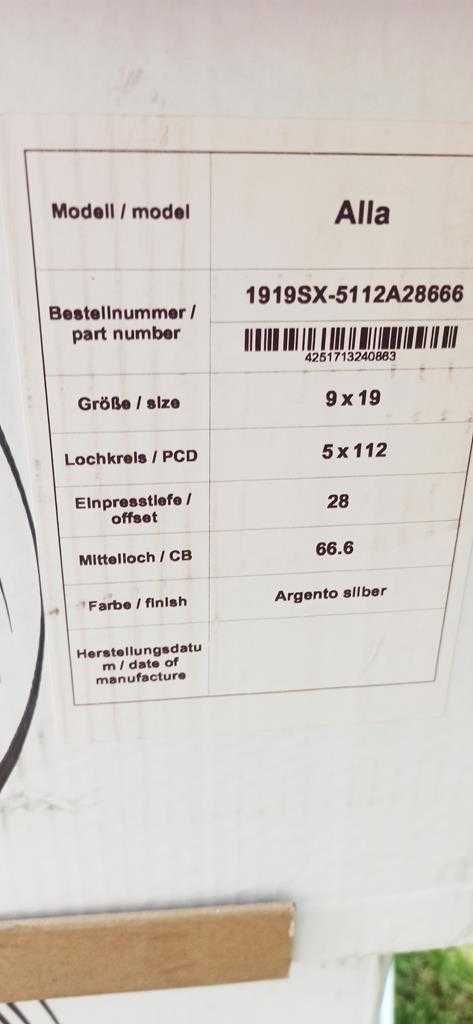 Modell / model
Alla
Bestellnummer /
part number
1919SX-5112A28666
4251713240863
Größe / size
9 x 19
Lochkreis / PCD
5 x 112
Einpresstiefe /
offset
28
Mittelloch / CB
66.6
Farbe / finish
Argento silber
Herstellungsdatu
m / date of
manufacture